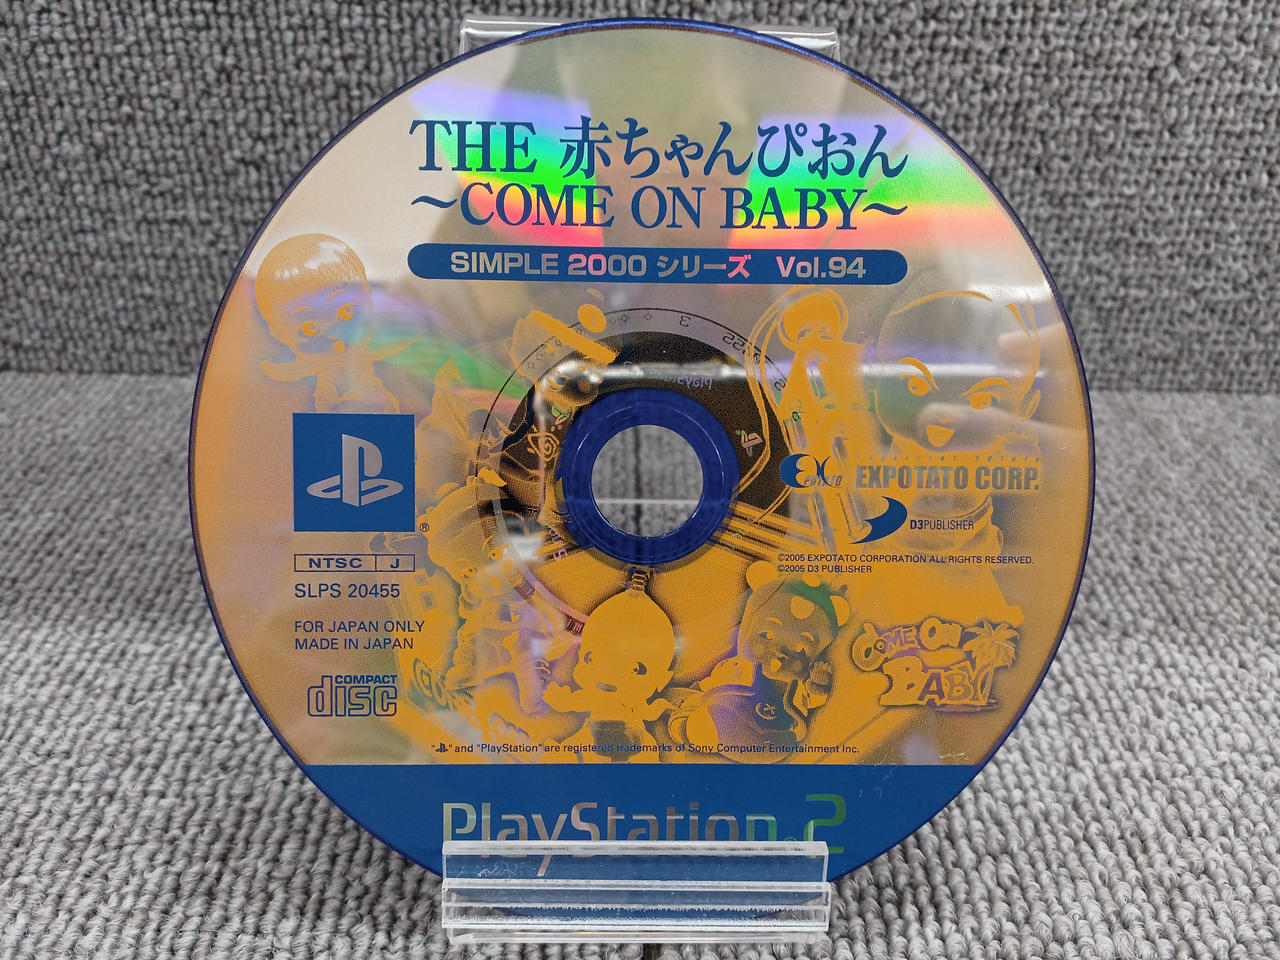 THE 赤ちゃんぴおん
～COME ON BABY～
SIMPLE 2000 シリーズ Vol.94
®
NTSC J
SLPS 20455
FOR JAPAN ONLY
MADE IN JAPAN
COMPACT
disc
POTATO
EXPOTATO CORP.
D3PUBLISHER
©2005 EXPOTATO CORPORATION ALL RIGHTS RESERVED.
©2005 D3 PUBLISHER
COME ON
BABY
" " and "PlayStation" are registered trademarks of Sony Computer Entertainment Inc.
PlayStation 2